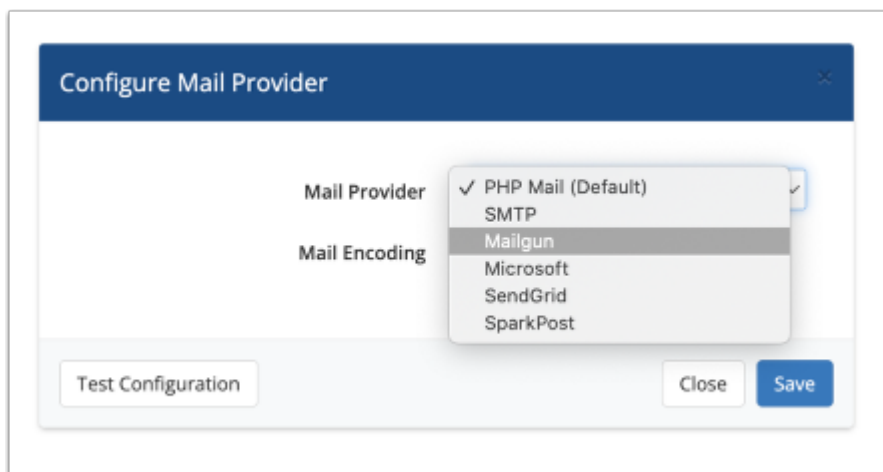 Configure Mail Provider
Mail Provider
✓ PHP Mail (Default)
SMTP
Mailgun
Microsoft
SendGrid
SparkPost
Mail Encoding
Test Configuration
Close
Save